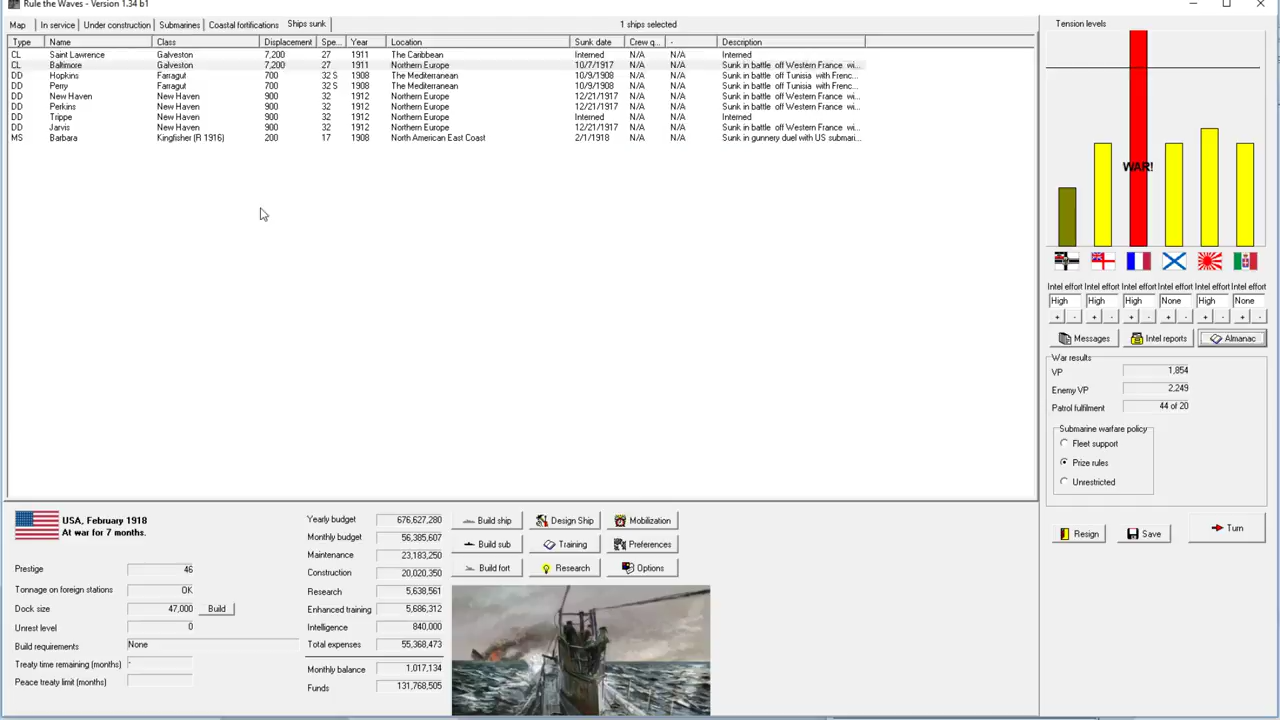 Rule the Waves - Version 1.34 b1
Map In service Under construction Submarines Coastal fortifications Ships sunk 1 ships selected
Type Name Class Displacement Spe... Year Location Sunk date Crew q... - Description
CL Saint Lawrence Galveston 7,200 27 1911 The Caribbean Interned N/A N/A Interned
CL Baltimore Galveston 7,200 27 1911 Northern Europe 10/7/1917 N/A N/A Sunk in battle off Western France wi...
DD Hopkins Farragut 700 32 S 1908 The Mediterranean 10/9/1908 N/A N/A Sunk in battle off Tunisia with Frenc...
DD Perry Farragut 700 32 S 1908 The Mediterranean 10/9/1908 N/A N/A Sunk in battle off Tunisia with Frenc...
DD New Haven New Haven 900 32 1912 Northern Europe 12/21/1917 N/A N/A Sunk in battle off Western France wi...
DD Perkins New Haven 900 32 1912 Northern Europe 12/21/1917 N/A N/A Sunk in battle off Western France wi...
DD Trippe New Haven 900 32 1912 Northern Europe Interned N/A N/A Interned
DD Jarvis New Haven 900 32 1912 Northern Europe 12/21/1917 N/A N/A Sunk in battle off Western France wi...
MS Barbara Kingfisher (R 1916) 200 17 1908 North American East Coast 2/1/1918 N/A N/A Sunk in gunnery duel with US submari...
Tension levels
WAR!
Intel effort Intel effort Intel effort Intel effort Intel effort Intel effort
High High High None High None
+ - + - + - + - + - + -
Messages Intel reports Almanac
War results
VP 1,854
Enemy VP 2,249
Patrol fulfilment 44 of 20
Submarine warfare policy
Fleet support
Prize rules
Unrestricted
Resign Save Turn
USA, February 1918
At war for 7 months.
Prestige 46
Tonnage on foreign stations OK
Dock size 47,000 Build
Unrest level 0
Build requirements None
Treaty time remaining (months) -
Peace treaty limit (months)
Yearly budget 676,627,280
Monthly budget 56,385,607
Maintenance 23,183,250
Construction 20,020,350
Research 5,638,561
Enhanced training 5,686,312
Intelligence 840,000
Total expenses 55,368,473
Monthly balance 1,017,134
Funds 131,768,505
Build ship Design Ship Mobilization
Build sub Training Preferences
Build fort Research Options